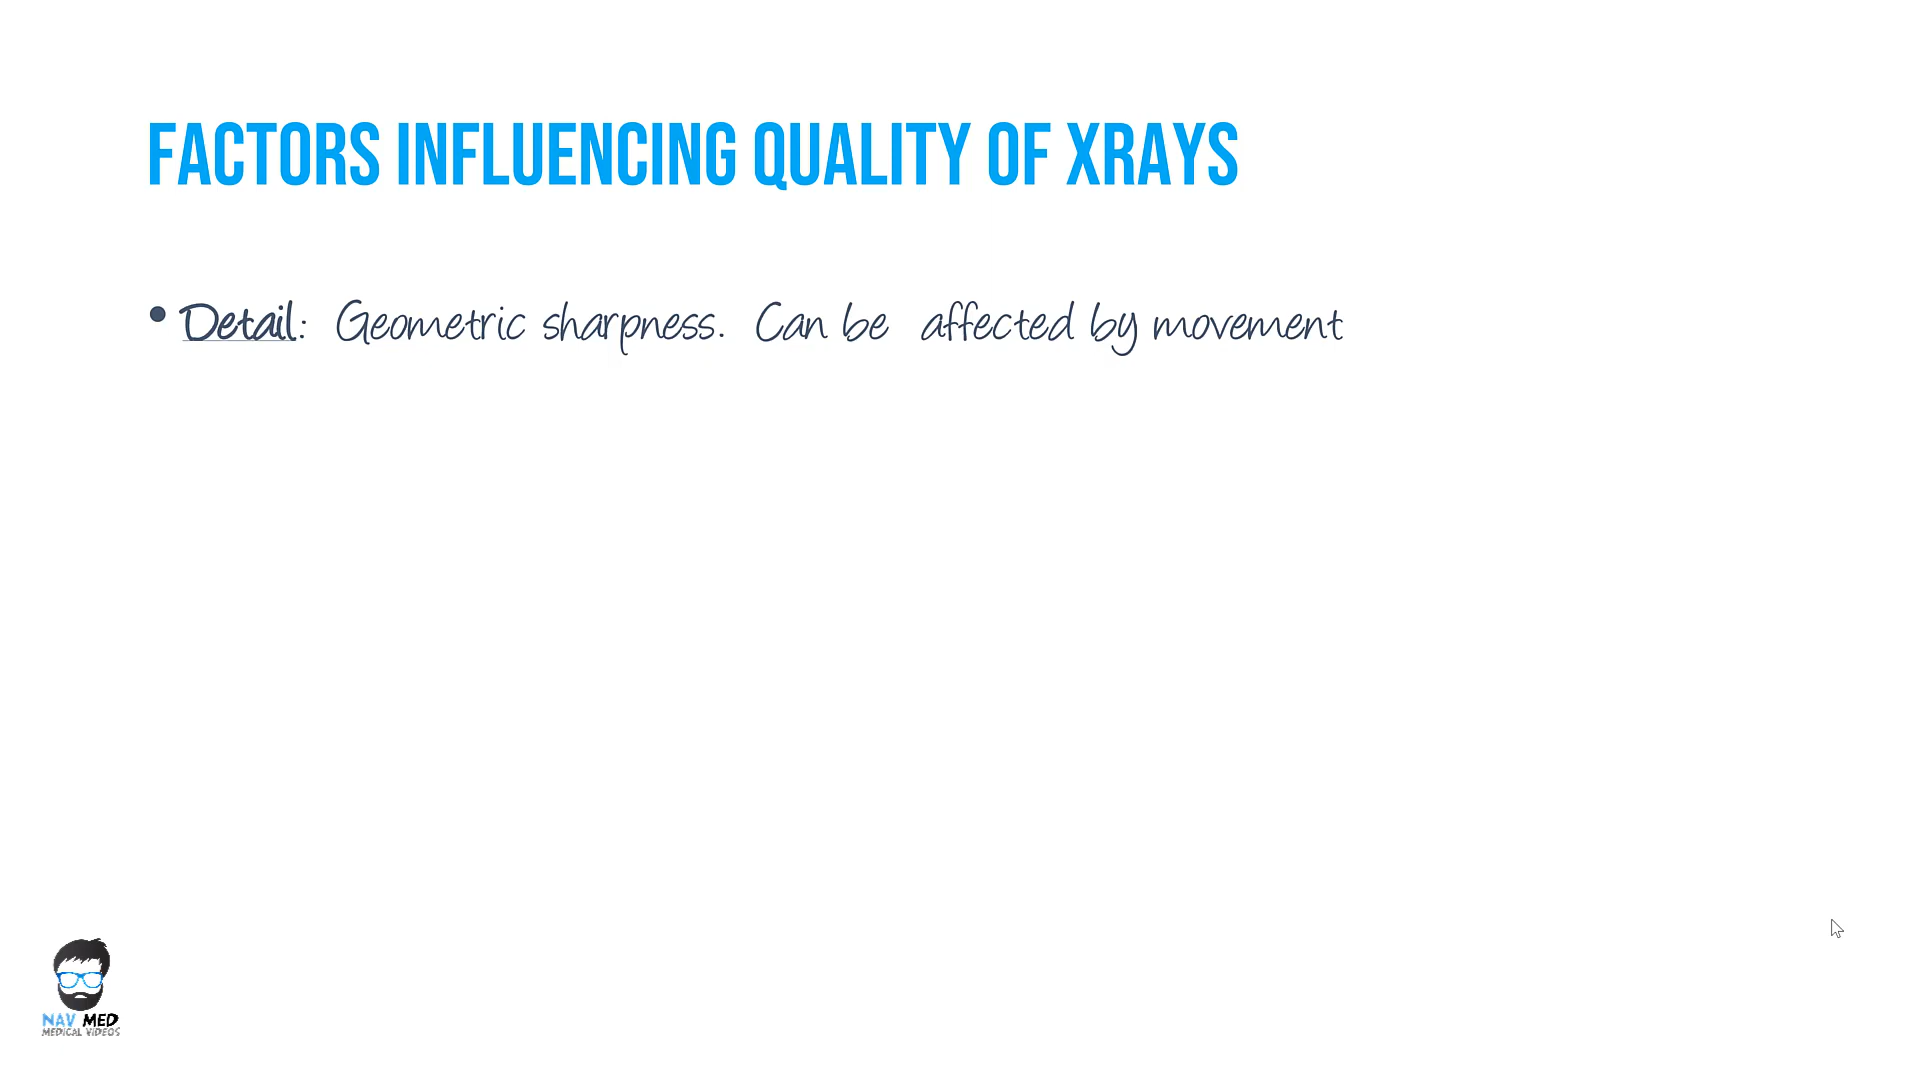 FACTORS INFLUENCING QUALITY OF XRAYS
• Detail: Geometric sharpness. Can be affected by movement
NAV MED
MEDICAL VIDEOS